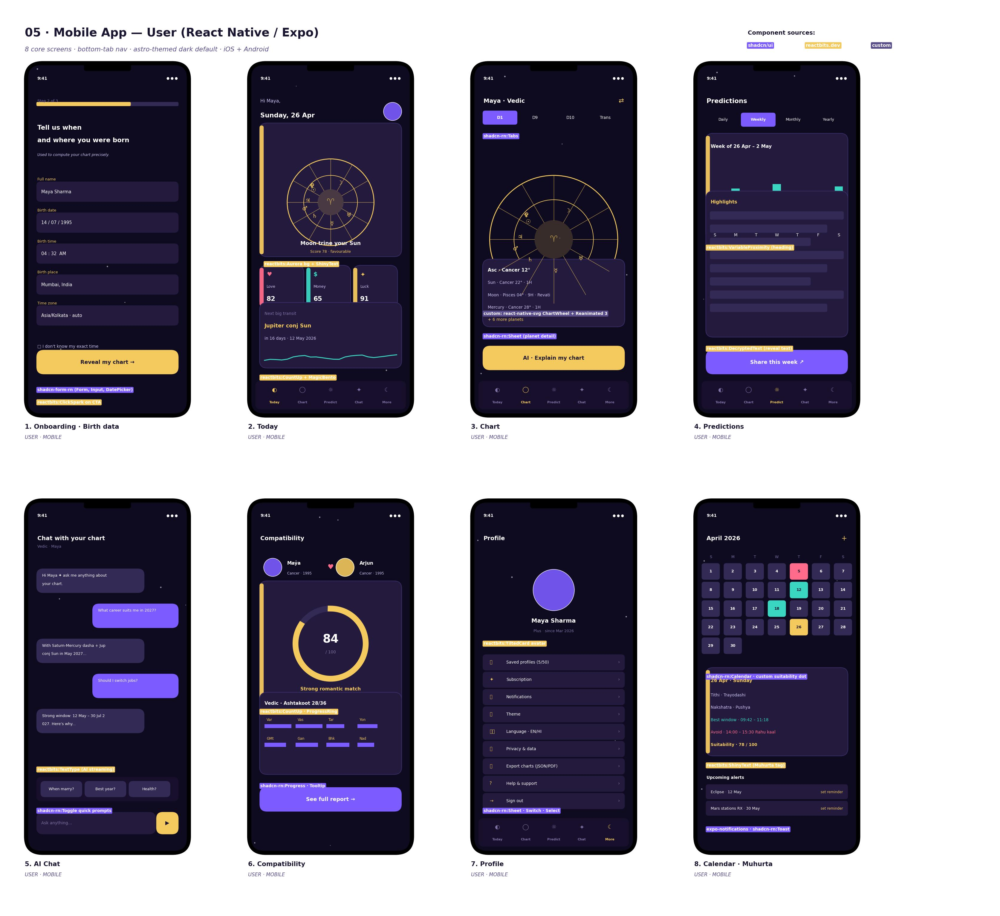 05 · Mobile App — User (React Native / Expo)
8 core screens · bottom-tab nav · astro-themed dark default · iOS + Android
Component sources:
shadcn/ui reactbits.dev custom
9:41
Step 2 of 3
Tell us when
and where you were born
Used to compute your chart precisely.
Full name
Maya Sharma
Birth date
14 / 07 / 1995
Birth time
04 : 32 AM
Birth place
Mumbai, India
Time zone
Asia/Kolkata · auto
□ I don't know my exact time
Reveal my chart →
shadcn-form-rn (Form, Input, DatePicker)
reactbits:ClickSpark on CTA
1. Onboarding · Birth data
USER · MOBILE
9:41
Hi Maya,
Sunday, 26 Apr
Moon trine your Sun
Score 78 · favourable
reactbits:Aurora bg + ShinyText
♥ $ ✦
Love Money Luck
82 65 91
Next big transit
Jupiter conj Sun
in 16 days · 12 May 2026
reactbits:CountUp + MagicBento
Today Chart Predict Chat More
2. Today
USER · MOBILE
9:41
Maya · Vedic ⇄
D1 D9 D10 Trans
shadcn-rn:Tabs
Asc · Cancer 12°
Sun · Cancer 22° · 1H
Moon · Pisces 04° · 9H · Revati
Mercury · Cancer 28° · 1H
custom: react-native-svg ChartWheel + Reanimated 3
+ 6 more planets
shadcn-rn:Sheet (planet detail)
AI · Explain my chart
Today Chart Predict Chat More
3. Chart
USER · MOBILE
9:41
Predictions
Daily Weekly Monthly Yearly
Week of 26 Apr – 2 May
Highlights
S M T W T F S
reactbits:VariableProximity (heading)
reactbits:DecryptedText (reveal text)
Share this week ↗
Today Chart Predict Chat More
4. Predictions
USER · MOBILE
9:41
Chat with your chart
Vedic · Maya
Hi Maya ✦ ask me anything about
your chart.
What career suits me in 2027?
With Saturn-Mercury dasha + Jup
conj Sun in May 2027...
Should I switch jobs?
Strong window: 12 May – 30 Jul 2
027. Here's why...
reactbits:TextType (AI streaming)
When marry? Best year? Health?
shadcn-rn:Toggle quick prompts
Ask anything... ▶
5. AI Chat
USER · MOBILE
9:41
Compatibility
Maya ♥ Arjun
Cancer · 1995 Cancer · 1995
84
/ 100
Strong romantic match
Vedic · Ashtakoot 28/36
reactbits:CountUp · ProgressRing
Var Vas Tar Yon
GMt Gan Bhk Nad
shadcn-rn:Progress · Tooltip
See full report →
6. Compatibility
USER · MOBILE
9:41
Profile
Maya Sharma
Plus · since Mar 2026
reactbits:TiltedCard avatar
Saved profiles (5/50) ›
✦ Subscription ›
Notifications ›
Theme ›
Language · EN/HI ›
Privacy & data ›
Export charts (JSON/PDF) ›
? Help & support ›
→ Sign out ›
shadcn-rn:Sheet · Switch · Select
Today Chart Predict Chat More
7. Profile
USER · MOBILE
9:41
April 2026 +
S M T W T F S
1 2 3 4 5 6 7
8 9 10 11 12 13 14
15 16 17 18 19 20 21
22 23 24 25 26 27 28
29 30
shadcn-rn:Calendar · custom suitability dot
26 Apr · Sunday
Tithi · Trayodashi
Nakshatra · Pushya
Best window · 09:42 – 11:18
Avoid · 14:00 – 15:30 Rahu kaal
Suitability · 78 / 100
reactbits:ShinyText (Muhurta tag)
Upcoming alerts
Eclipse · 12 May set reminder
Mars stations RX · 30 May set reminder
expo-notifications · shadcn-rn:Toast
8. Calendar · Muhurta
USER · MOBILE